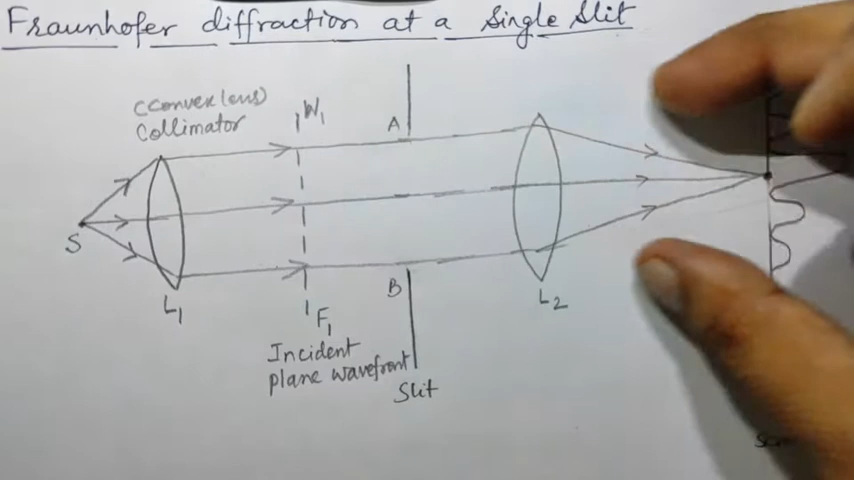 Fraunhofer diffraction at a Single Slit
(Convex lens)
Collimator
W1
A
S
L1
B
F1
L2
Incident
plane wavefront
Slit